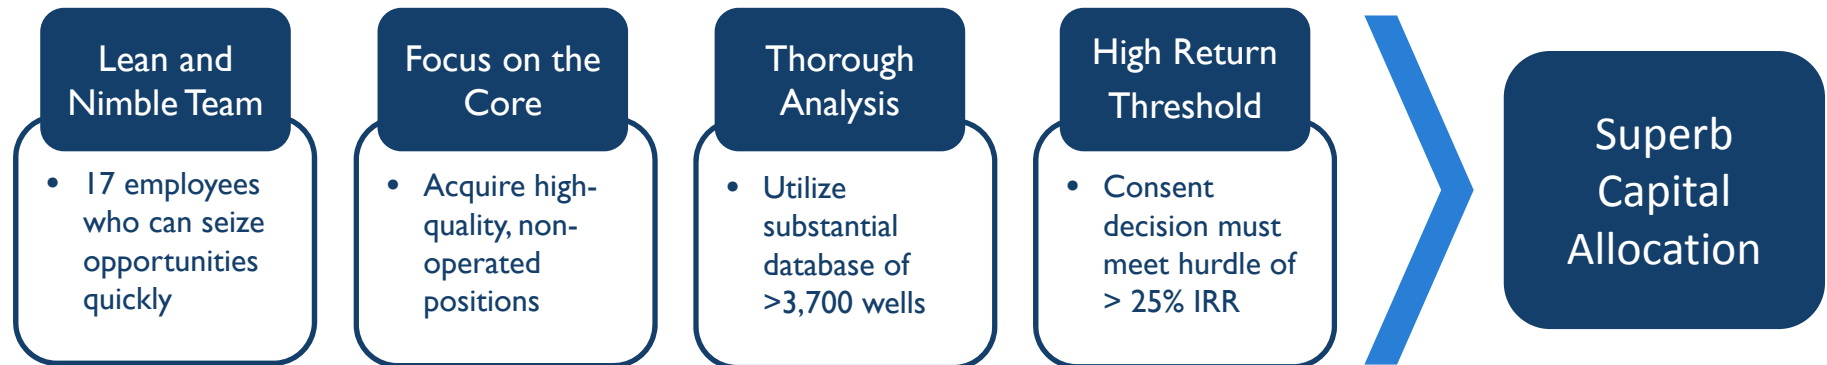 Lean and
Nimble Team
• 17 employees
who can seize
opportunities
quickly
Focus on the
Core
• Acquire high-
quality, non-
operated
positions
Thorough
Analysis
• Utilize
substantial
database of
>3,700 wells
High Return
Threshold
• Consent
decision must
meet hurdle of
> 25% IRR
Superb
Capital
Allocation